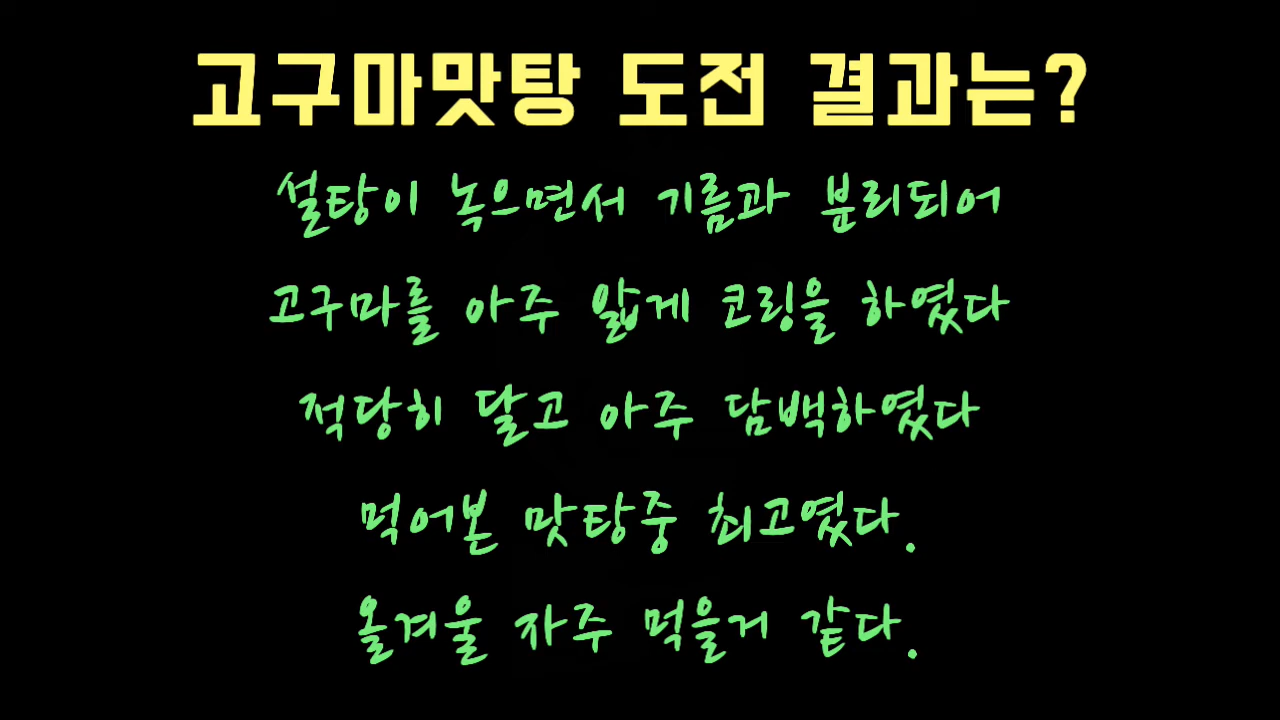 고구마맛탕 도전 결과는?
설탕이 녹으면서 기름과 분리되어
고구마를 아주 얇게 코링을 하였다
적당히 달고 아주 담백하였다
먹어본 맛탕중 최고였다.
올겨울 자주 먹을거 같다.